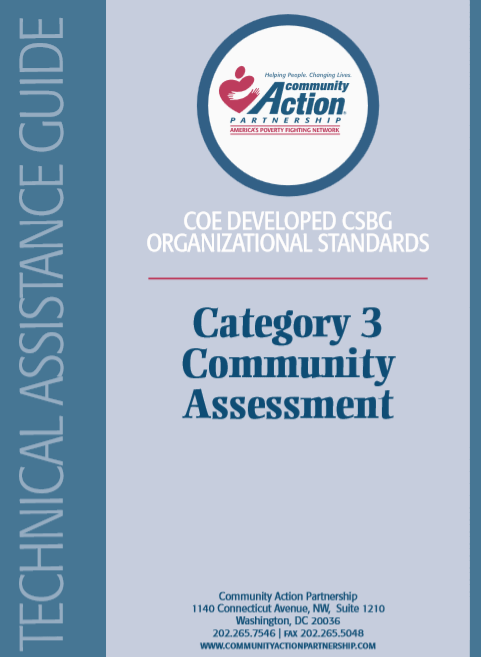 TECHNICAL ASSISTANCE GUIDE
Helping People. Changing Lives.
community
Action®
PARTNERSHIP
AMERICA'S POVERTY FIGHTING NETWORK
COE DEVELOPED CSBG
ORGANIZATIONAL STANDARDS
Category 3
Community
Assessment
Community Action Partnership
1140 Connecticut Avenue, NW, Suite 1210
Washington, DC 20036
202.265.7546 | FAX 202.265.5048
WWW.COMMUNITYACTIONPARTNERSHIP.COM